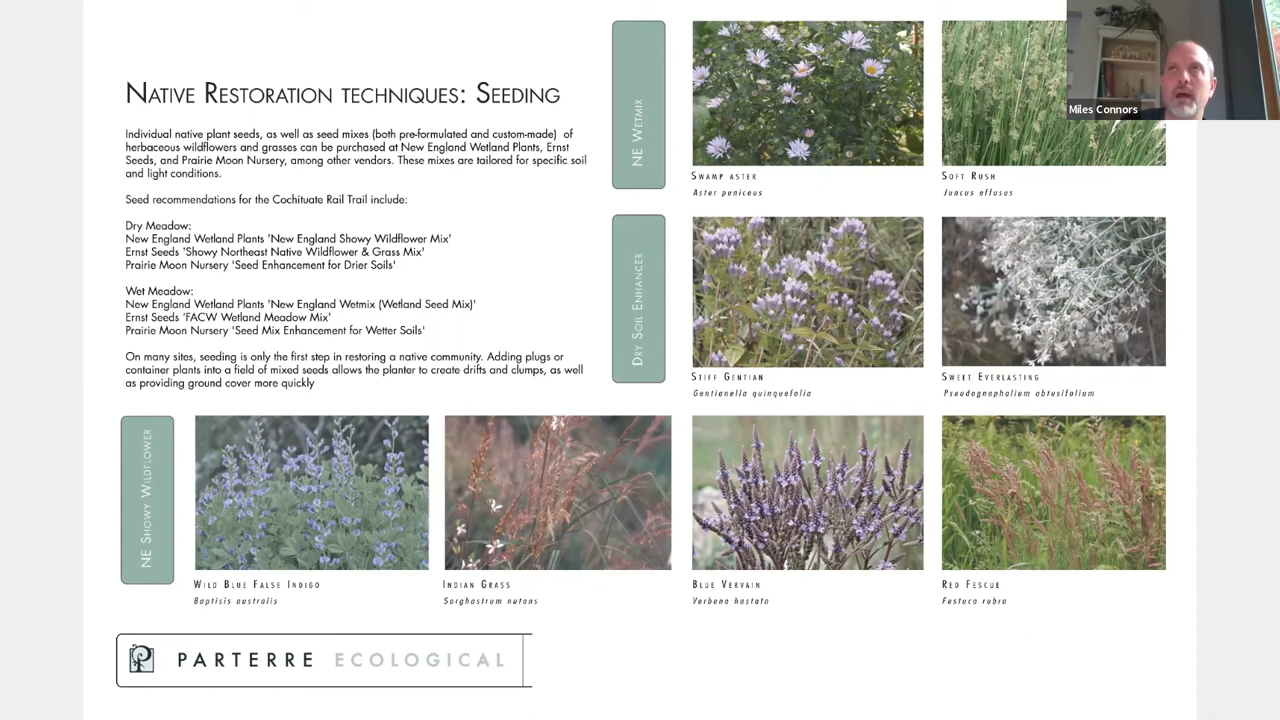 Native Restoration techniques: Seeding
Individual native plant seeds, as well as seed mixes (both pre-formulated and custom-made) of
herbaceous wildflowers and grasses can be purchased at New England Wetland Plants, Ernst
Seeds, and Prairie Moon Nursery, among other vendors. These mixes are tailored for specific soil
and light conditions.
Seed recommendations for the Cochituate Rail Trail include:
Dry Meadow:
New England Wetland Plants 'New England Showy Wildflower Mix'
Ernst Seeds 'Showy Northeast Native Wildflower & Grass Mix'
Prairie Moon Nursery 'Seed Enhancement for Drier Soils'
Wet Meadow:
New England Wetland Plants 'New England Wetmix (Wetland Seed Mix)'
Ernst Seeds ‘FACW Wetland Meadow Mix’
Prairie Moon Nursery 'Seed Mix Enhancement for Wetter Soils'
On many sites, seeding is only the first step in restoring a native community. Adding plugs or
container plants into a field of mixed seeds allows the planter to create drifts and clumps, as well
as providing ground cover more quickly
NE Wetmix
Swamp aster
Aster puniceus
Soft Rush
Juncus effusus
Miles Connors
Dry Soil Enhancer
Stiff Gentian
Gentianella quinquefolia
Sweet Everlasting
Pseudognaphalium obtusifolium
NE Showy Wildflower
Wild Blue False Indigo
Baptisis australis
Indian Grass
Sorghastrum nutans
Blue Vervain
Verbena hastata
Red Fescue
Festuca rubra
PARTERRE ECOLOGICAL